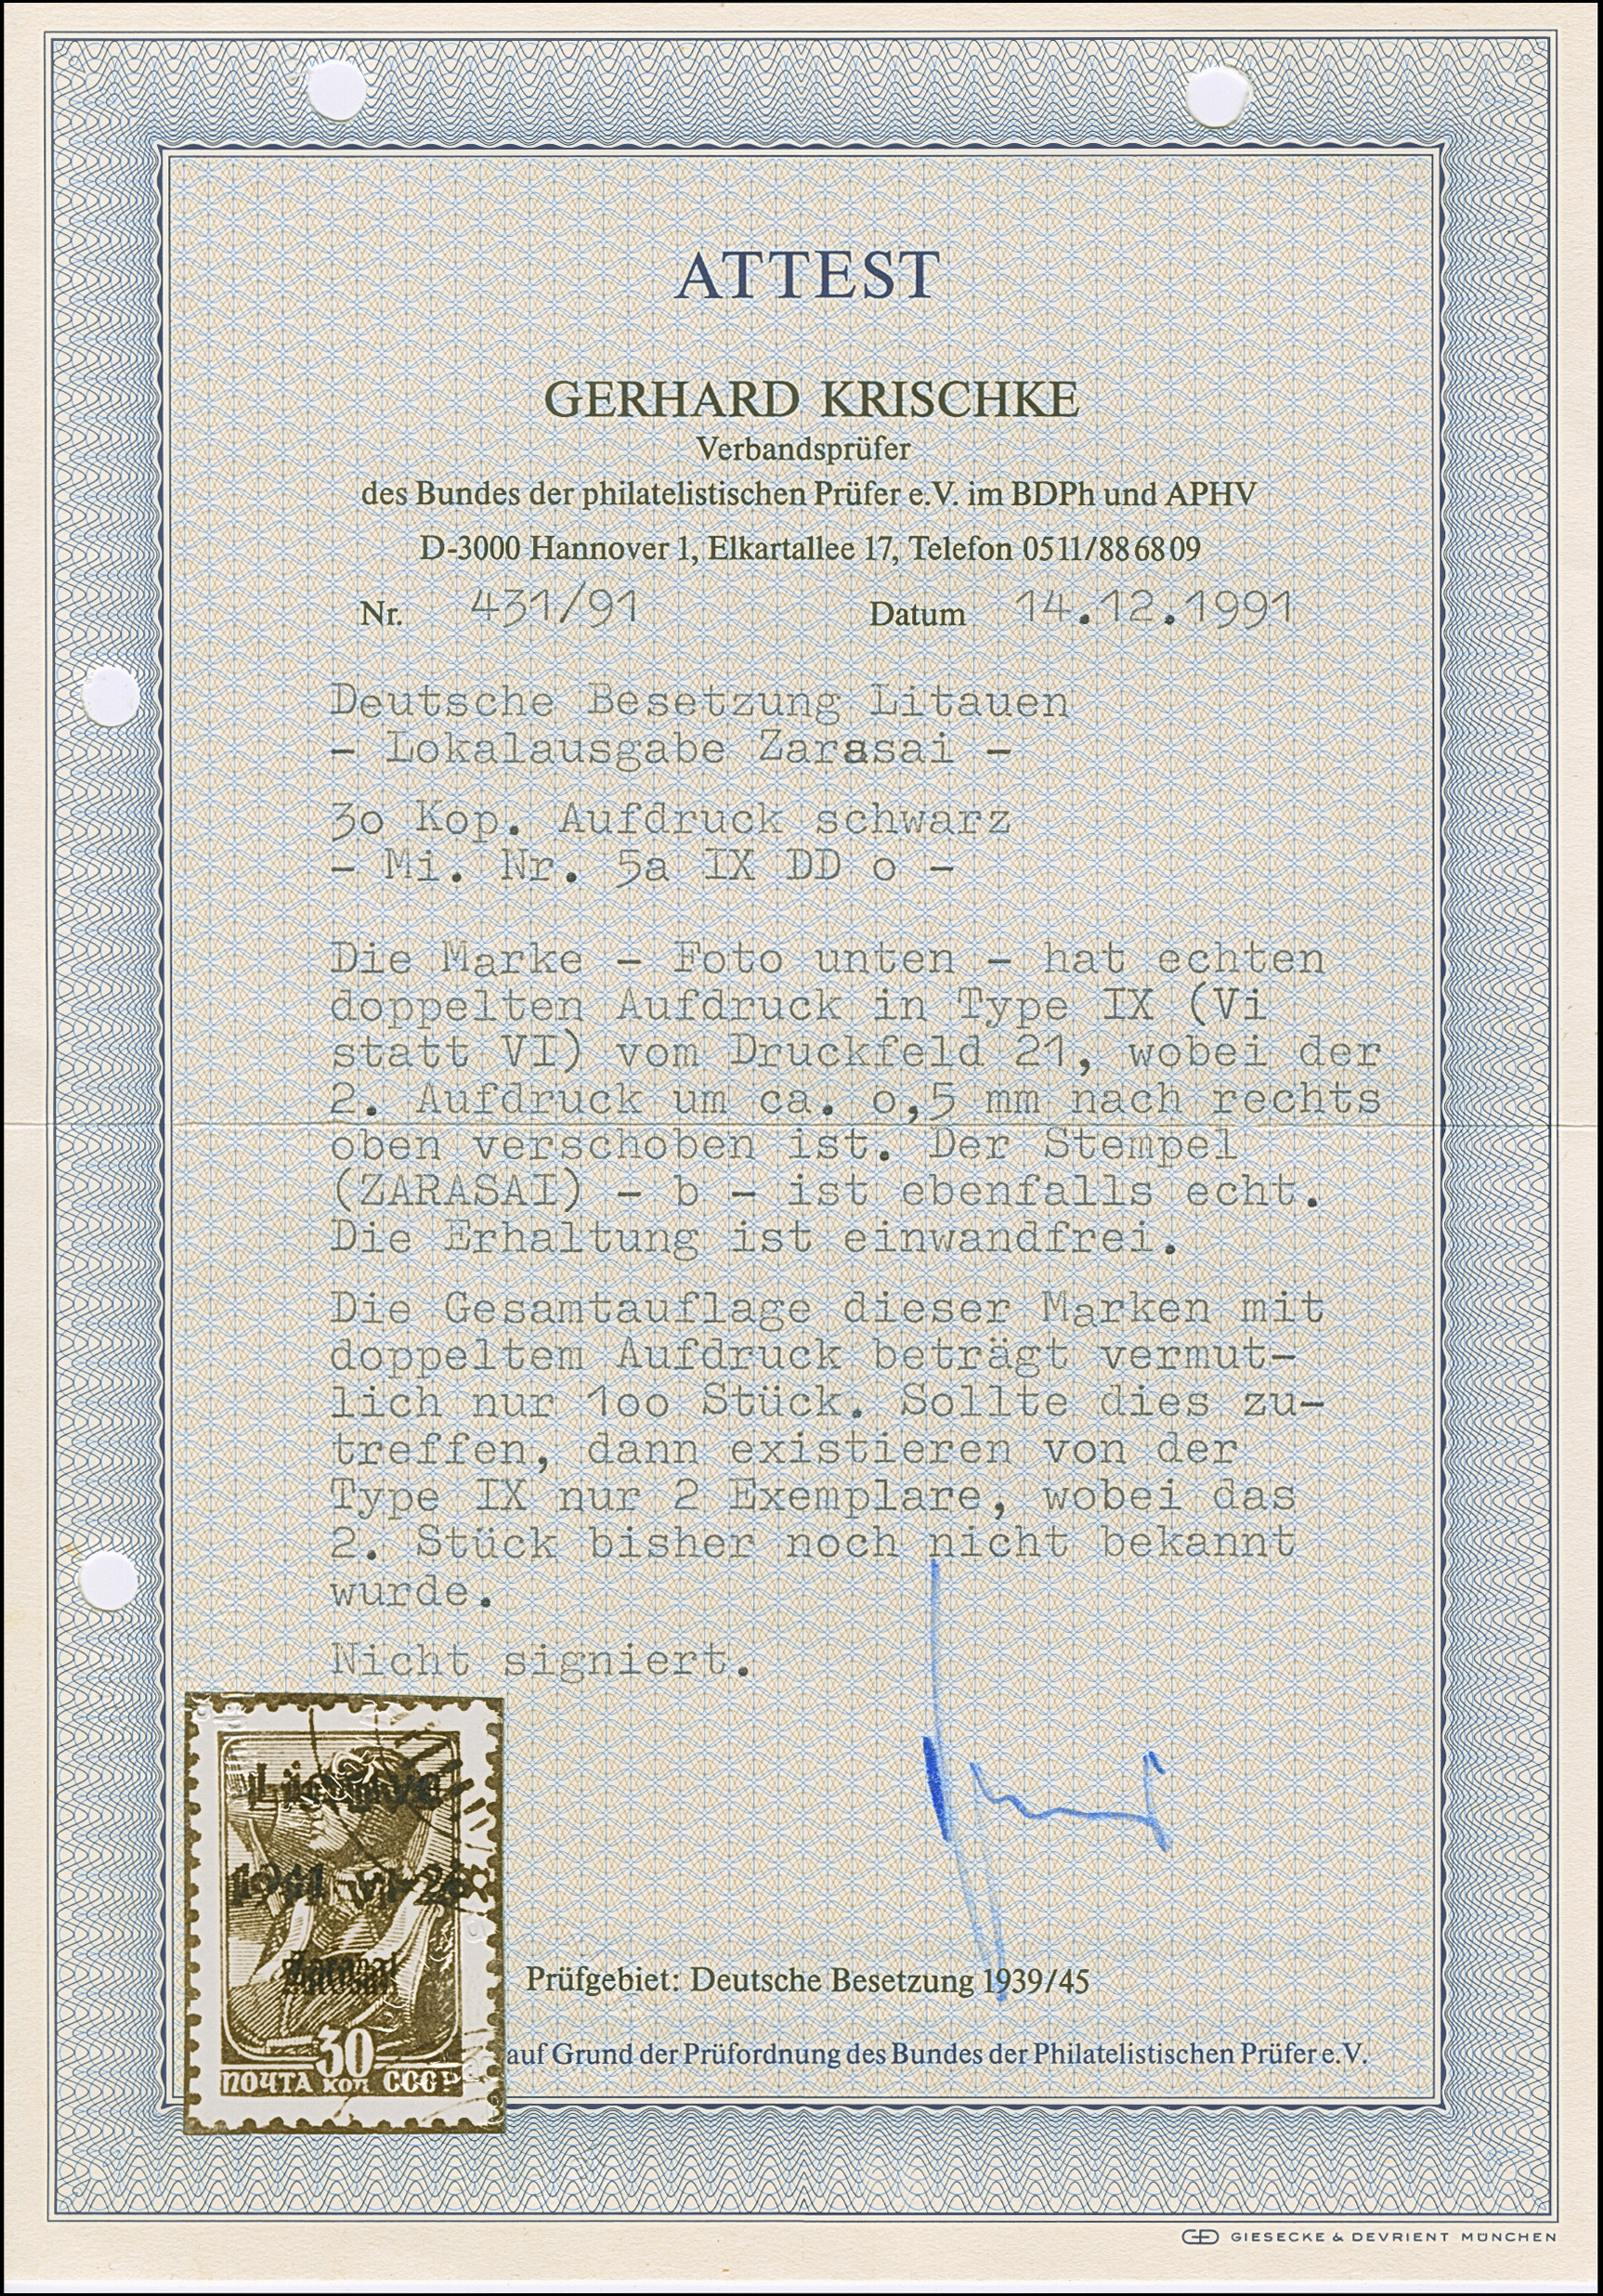 ATTEST
GERHARD KRISCHKE
Verbandsprüfer
des Bundes der philatelistischen Prüfer e.V. im BDPh und APHV
D-3000 Hannover 1, Elkartallee 17, Telefon 0511/886809
Nr. 431/91 Datum 14.12.1991
Deutsche Besetzung Litauen
- Lokalausgabe Zarasai -
3o Kop. Aufdruck schwarz
- Mi. Nr. 5a IX DD o -
Die Marke - Foto unten - hat echten
doppelten Aufdruck in Type IX (Vi
statt VI) vom Druckfeld 21, wobei der
2. Aufdruck um ca. o,5 mm nach rechts
oben verschoben ist. Der Stempel
(ZARASAI) - b - ist ebenfalls echt.
Die Erhaltung ist einwandfrei.
Die Gesamtauflage dieser Marken mit
doppeltem Aufdruck beträgt vermut-
lich nur 1oo Stück. Sollte dies zu-
treffen, dann existieren von der
Type IX nur 2 Exemplare, wobei das
2. Stück bisher noch nicht bekannt
wurde.
Nicht signiert.
1941 Vi
Zarasai
30
ПОЧТА КОП СССР
Prüfgebiet: Deutsche Besetzung 1939/45
auf Grund der Prüfordnung des Bundes der Philatelistischen Prüfer e.V.
GIESECKE & DEVRIENT MÜNCHEN